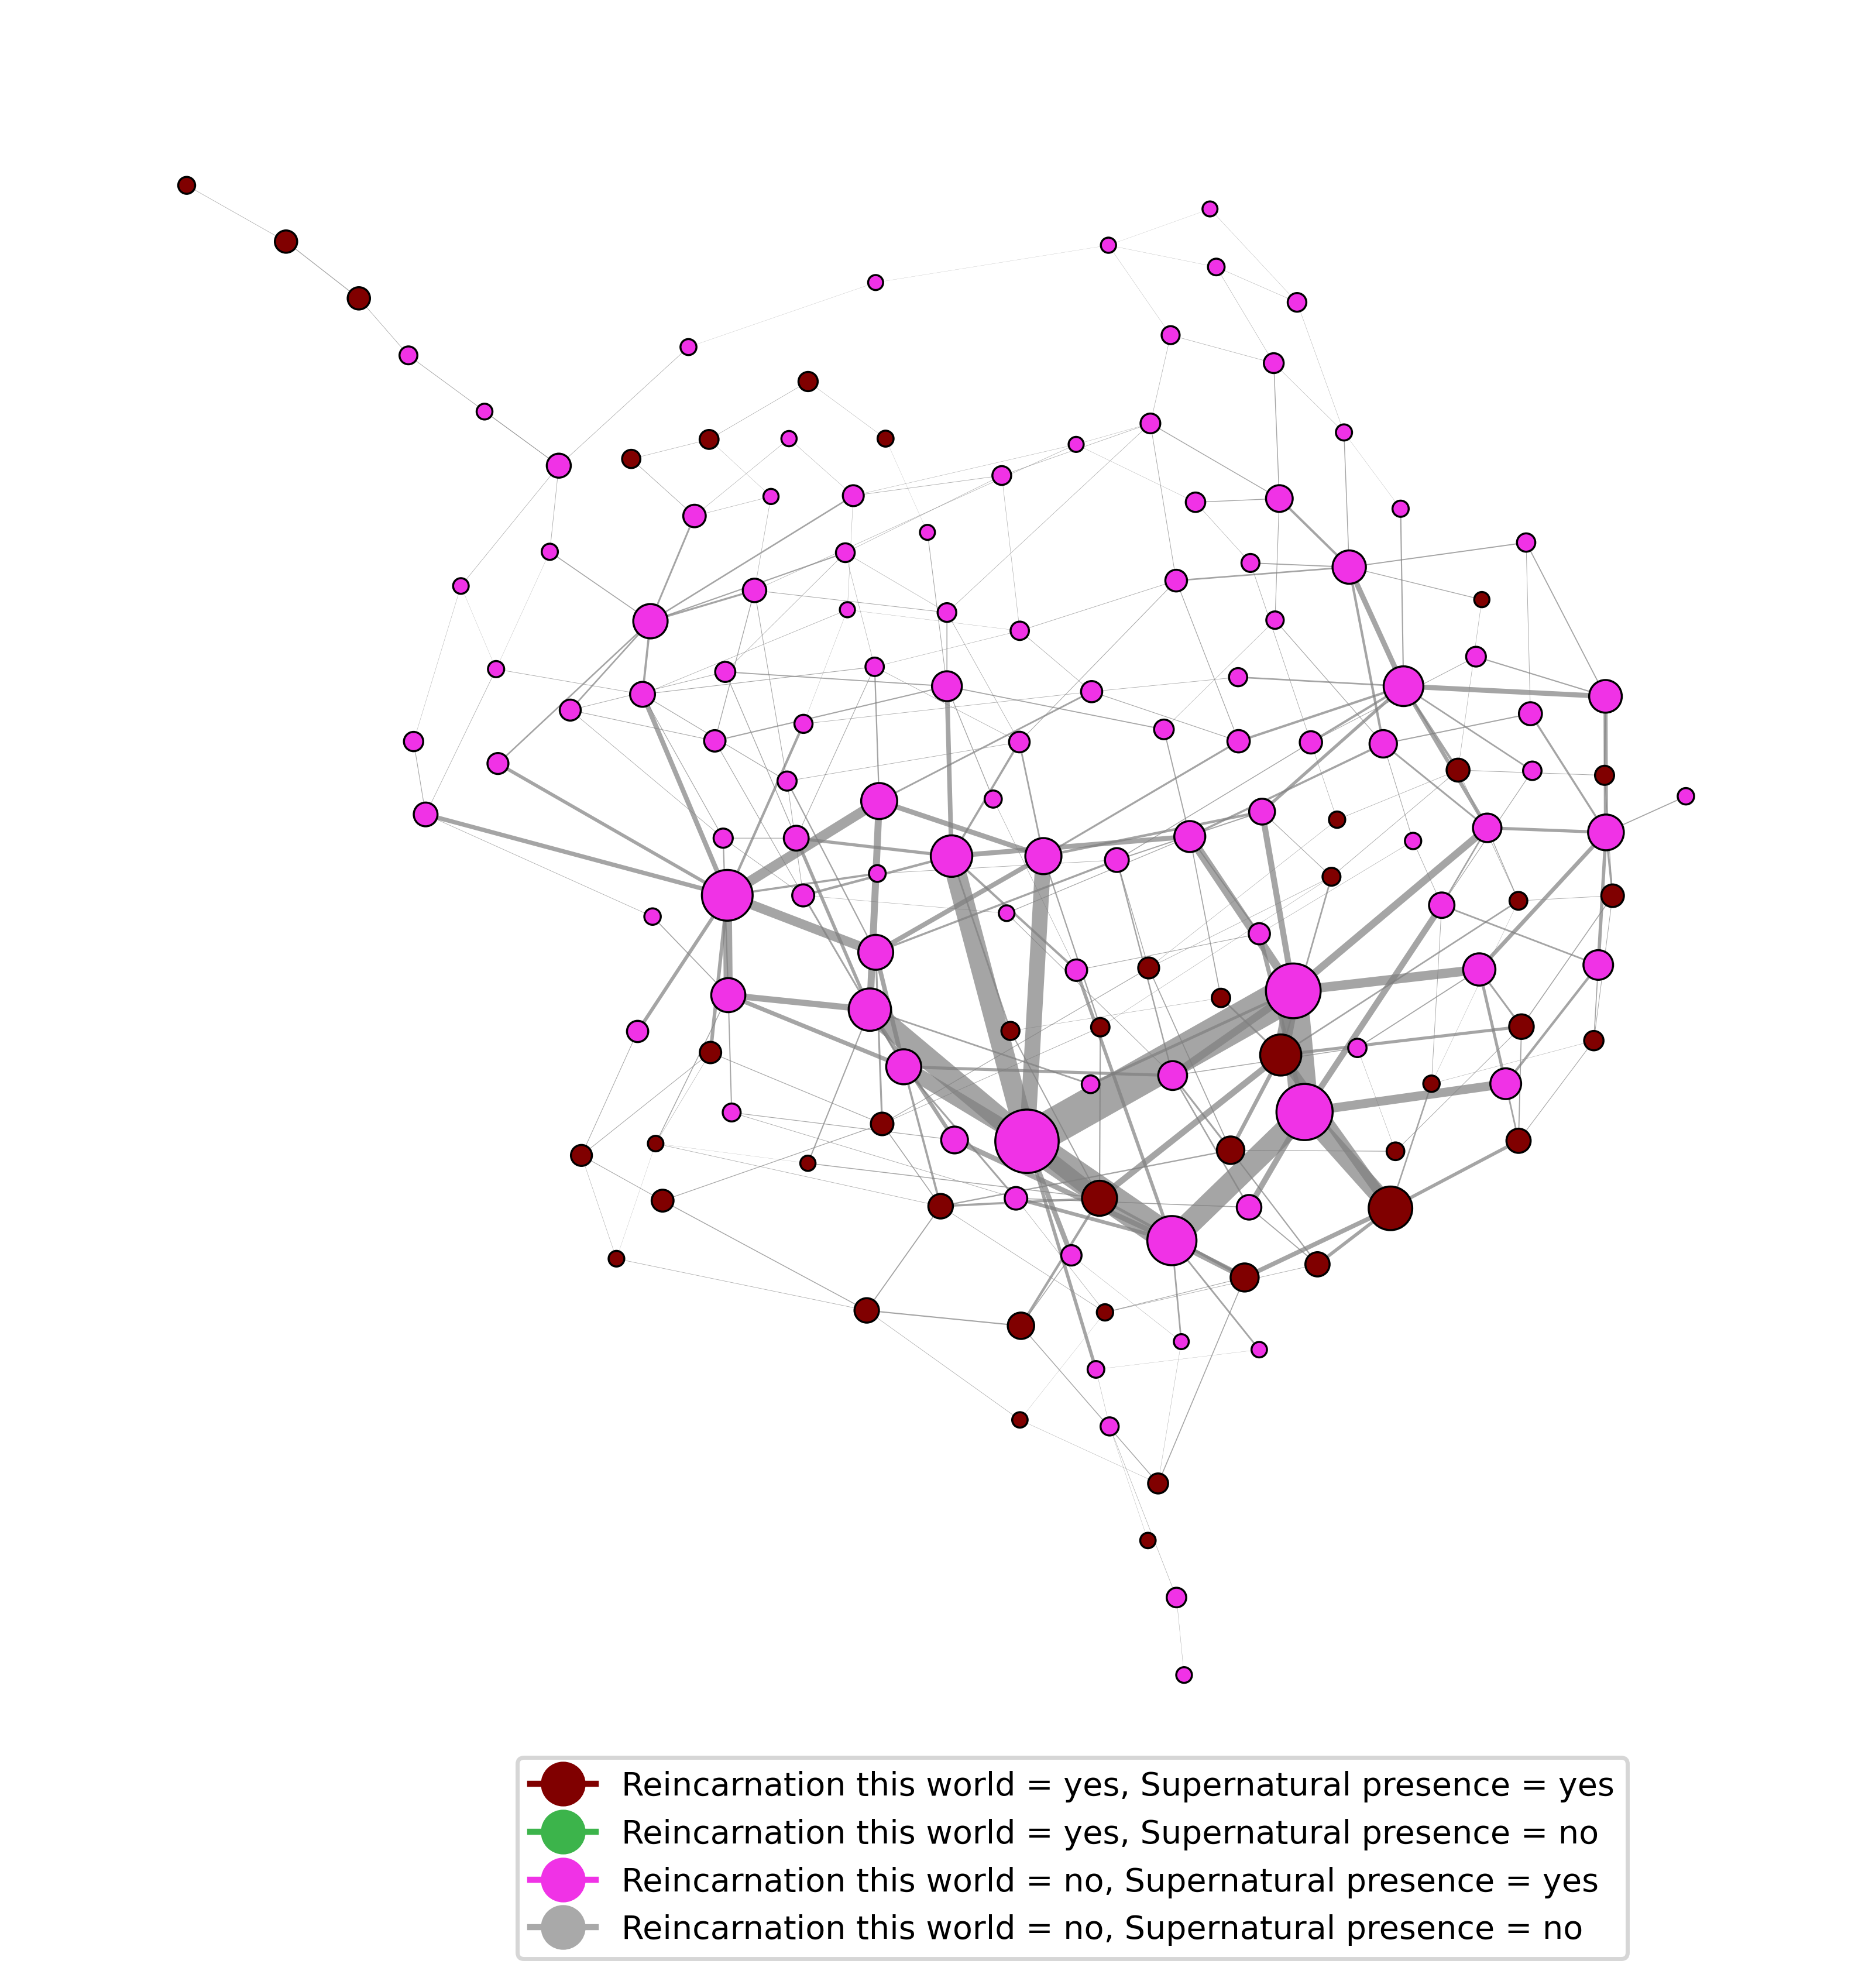 Reincarnation this world = yes, Supernatural presence = yes
Reincarnation this world = yes, Supernatural presence = no
Reincarnation this world = no, Supernatural presence = yes
Reincarnation this world = no, Supernatural presence = no